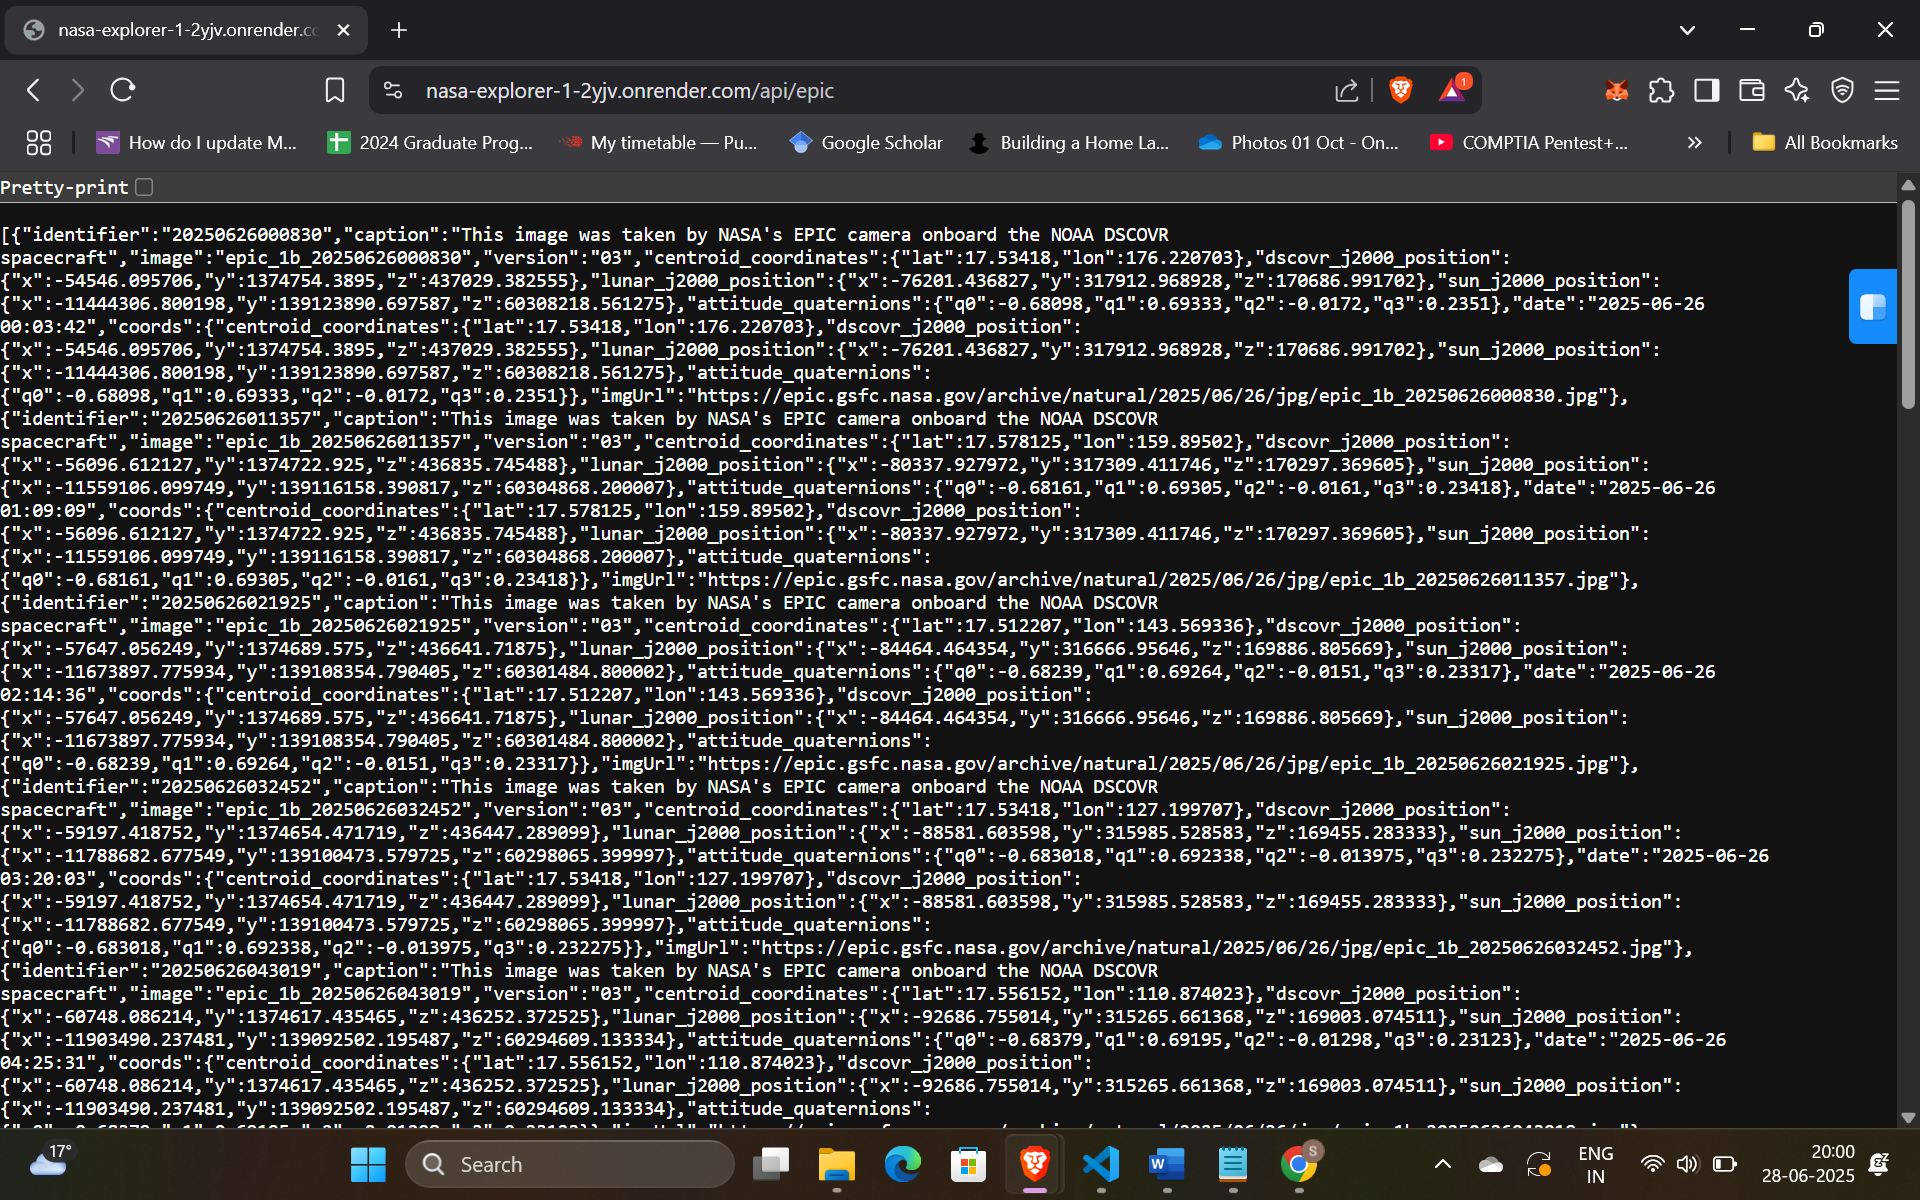 nasa-explorer-1-2yjv.onrender.c
nasa-explorer-1-2yjv.onrender.com/api/epic
1
How do I update M...
2024 Graduate Prog...
My timetable — Pu...
Google Scholar
Building a Home La...
Photos 01 Oct - On...
COMPTIA Pentest+...
All Bookmarks
Pretty-print
[{"identifier":"20250626000830","caption":"This image was taken by NASA's EPIC camera onboard the NOAA DSCOVR
spacecraft","image":"epic_1b_20250626000830","version":"03","centroid_coordinates":{"lat":17.53418,"lon":176.220703},"dscovr_j2000_position":
{"x":-54546.095706,"y":1374754.3895,"z":437029.382555},"lunar_j2000_position":{"x":-76201.436827,"y":317912.968928,"z":170686.991702},"sun_j2000_position":
{"x":-11444306.800198,"y":139123890.697587,"z":60308218.561275},"attitude_quaternions":{"q0":-0.68098,"q1":0.69333,"q2":-0.0172,"q3":0.2351},"date":"2025-06-26
00:03:42","coords":{"centroid_coordinates":{"lat":17.53418,"lon":176.220703},"dscovr_j2000_position":
{"x":-54546.095706,"y":1374754.3895,"z":437029.382555},"lunar_j2000_position":{"x":-76201.436827,"y":317912.968928,"z":170686.991702},"sun_j2000_position":
{"x":-11444306.800198,"y":139123890.697587,"z":60308218.561275},"attitude_quaternions":
{"q0":-0.68098,"q1":0.69333,"q2":-0.0172,"q3":0.2351}},"imgUrl":"https://epic.gsfc.nasa.gov/archive/natural/2025/06/26/jpg/epic_1b_20250626000830.jpg"},
{"identifier":"20250626011357","caption":"This image was taken by NASA's EPIC camera onboard the NOAA DSCOVR
spacecraft","image":"epic_1b_20250626011357","version":"03","centroid_coordinates":{"lat":17.578125,"lon":159.89502},"dscovr_j2000_position":
{"x":-56096.612127,"y":1374722.925,"z":436835.745488},"lunar_j2000_position":{"x":-80337.927972,"y":317309.411746,"z":170297.369605},"sun_j2000_position":
{"x":-11559106.099749,"y":139116158.390817,"z":60304868.200007},"attitude_quaternions":{"q0":-0.68161,"q1":0.69305,"q2":-0.0161,"q3":0.23418},"date":"2025-06-26
01:09:09","coords":{"centroid_coordinates":{"lat":17.578125,"lon":159.89502},"dscovr_j2000_position":
{"x":-56096.612127,"y":1374722.925,"z":436835.745488},"lunar_j2000_position":{"x":-80337.927972,"y":317309.411746,"z":170297.369605},"sun_j2000_position":
{"x":-11559106.099749,"y":139116158.390817,"z":60304868.200007},"attitude_quaternions":
{"q0":-0.68161,"q1":0.69305,"q2":-0.0161,"q3":0.23418}},"imgUrl":"https://epic.gsfc.nasa.gov/archive/natural/2025/06/26/jpg/epic_1b_20250626011357.jpg"},
{"identifier":"20250626021925","caption":"This image was taken by NASA's EPIC camera onboard the NOAA DSCOVR
spacecraft","image":"epic_1b_20250626021925","version":"03","centroid_coordinates":{"lat":17.512207,"lon":143.569336},"dscovr_j2000_position":
{"x":-57647.056249,"y":1374689.575,"z":436641.71875},"lunar_j2000_position":{"x":-84464.464354,"y":316666.95646,"z":169886.805669},"sun_j2000_position":
{"x":-11673897.775934,"y":139108354.790405,"z":60301484.800002},"attitude_quaternions":{"q0":-0.68239,"q1":0.69264,"q2":-0.0151,"q3":0.23317},"date":"2025-06-26
02:14:36","coords":{"centroid_coordinates":{"lat":17.512207,"lon":143.569336},"dscovr_j2000_position":
{"x":-57647.056249,"y":1374689.575,"z":436641.71875},"lunar_j2000_position":{"x":-84464.464354,"y":316666.95646,"z":169886.805669},"sun_j2000_position":
{"x":-11673897.775934,"y":139108354.790405,"z":60301484.800002},"attitude_quaternions":
{"q0":-0.68239,"q1":0.69264,"q2":-0.0151,"q3":0.23317}},"imgUrl":"https://epic.gsfc.nasa.gov/archive/natural/2025/06/26/jpg/epic_1b_20250626021925.jpg"},
{"identifier":"20250626032452","caption":"This image was taken by NASA's EPIC camera onboard the NOAA DSCOVR
spacecraft","image":"epic_1b_20250626032452","version":"03","centroid_coordinates":{"lat":17.53418,"lon":127.199707},"dscovr_j2000_position":
{"x":-59197.418752,"y":1374654.471719,"z":436447.289099},"lunar_j2000_position":{"x":-88581.603598,"y":315985.528583,"z":169455.283333},"sun_j2000_position":
{"x":-11788682.677549,"y":139100473.579725,"z":60298065.399997},"attitude_quaternions":{"q0":-0.683018,"q1":0.692338,"q2":-0.013975,"q3":0.232275},"date":"2025-06-26
03:20:03","coords":{"centroid_coordinates":{"lat":17.53418,"lon":127.199707},"dscovr_j2000_position":
{"x":-59197.418752,"y":1374654.471719,"z":436447.289099},"lunar_j2000_position":{"x":-88581.603598,"y":315985.528583,"z":169455.283333},"sun_j2000_position":
{"x":-11788682.677549,"y":139100473.579725,"z":60298065.399997},"attitude_quaternions":
{"q0":-0.683018,"q1":0.692338,"q2":-0.013975,"q3":0.232275}},"imgUrl":"https://epic.gsfc.nasa.gov/archive/natural/2025/06/26/jpg/epic_1b_20250626032452.jpg"},
{"identifier":"20250626043019","caption":"This image was taken by NASA's EPIC camera onboard the NOAA DSCOVR
spacecraft","image":"epic_1b_20250626043019","version":"03","centroid_coordinates":{"lat":17.556152,"lon":110.874023},"dscovr_j2000_position":
{"x":-60748.086214,"y":1374617.435465,"z":436252.372525},"lunar_j2000_position":{"x":-92686.755014,"y":315265.661368,"z":169003.074511},"sun_j2000_position":
{"x":-11903490.237481,"y":139092502.195487,"z":60294609.133334},"attitude_quaternions":{"q0":-0.68379,"q1":0.69195,"q2":-0.01298,"q3":0.23123},"date":"2025-06-26
04:25:31","coords":{"centroid_coordinates":{"lat":17.556152,"lon":110.874023},"dscovr_j2000_position":
{"x":-60748.086214,"y":1374617.435465,"z":436252.372525},"lunar_j2000_position":{"x":-92686.755014,"y":315265.661368,"z":169003.074511},"sun_j2000_position":
{"x":-11903490.237481,"y":139092502.195487,"z":60294609.133334},"attitude_quaternions":
17°
Search
W
S
ENG
IN
20:00
28-06-2025